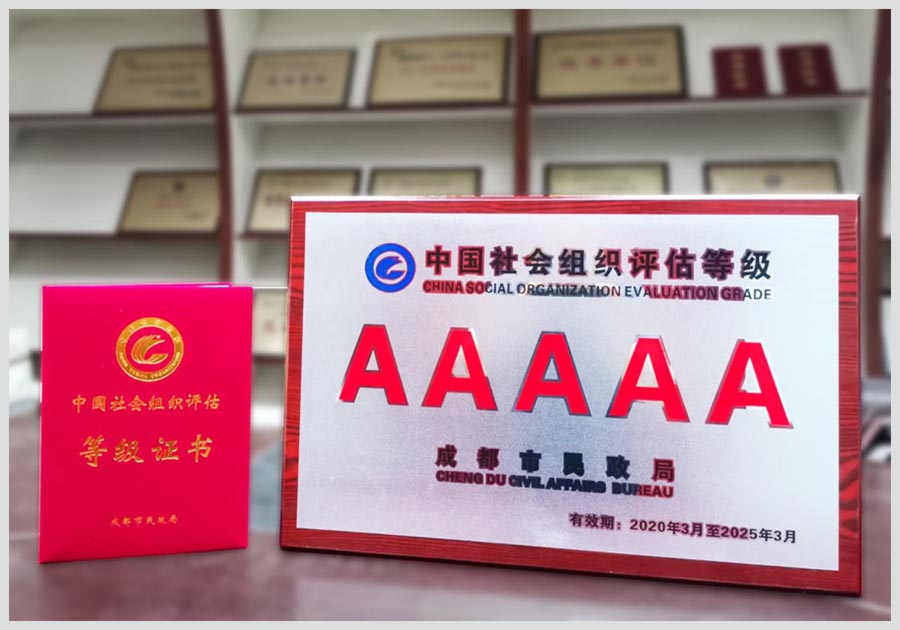 中国社会组织评估
等级证书
成都市民政局
中国社会组织评估等级
CHINA SOCIAL ORGANIZATION EVALUATION GRADE
AAAAA
成都市民政局
CHENG DU CIVIL AFFAIRS BUREAU
有效期：2020年3月至2025年3月